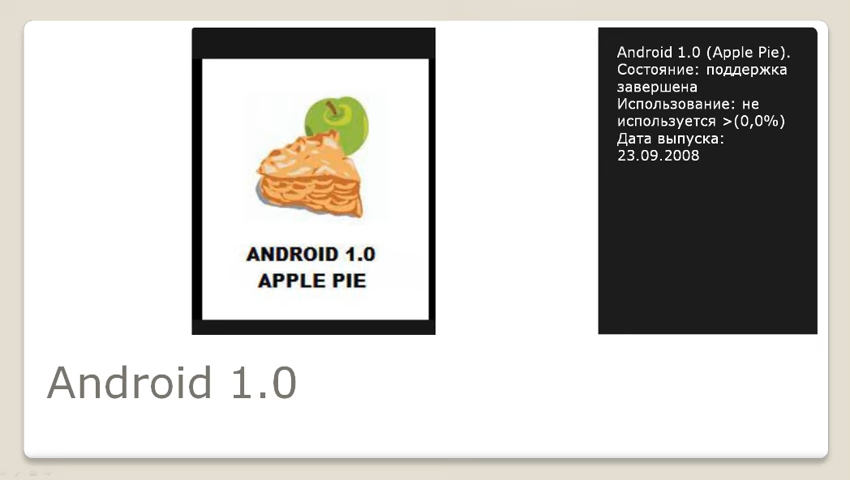 ANDROID 1.0
APPLE PIE
Android 1.0 (Apple Pie).
Состояние: поддержка
завершена
Использование: не
используется >(0,0%)
Дата выпуска:
23.09.2008
Android 1.0